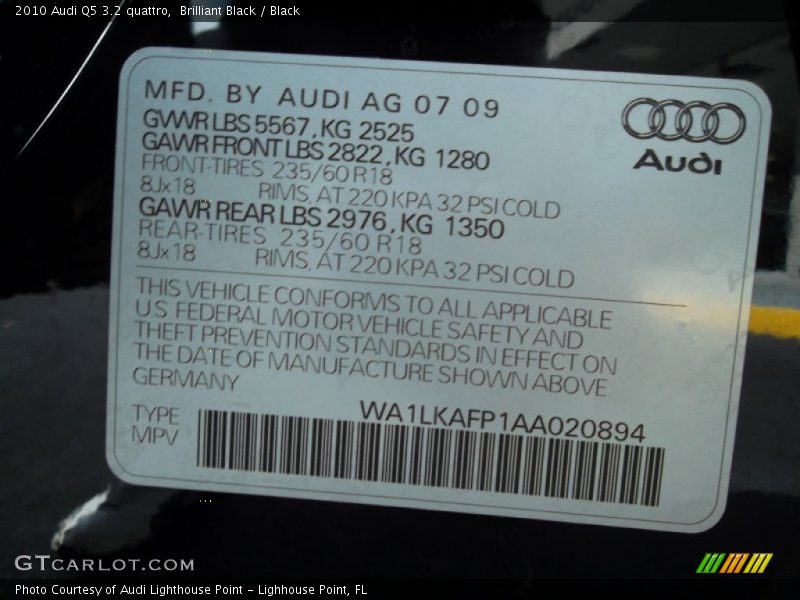 2010 Audi Q5 3.2 quattro,  Brilliant Black / Black
MFD. BY AUDI AG 07 09
GVWR LBS 5567, KG 2525
GAWR FRONT LBS 2822, KG 1280
FRONT-TIRES 235/60 R18
8Jx18 RIMS, AT 220 KPA 32 PSI COLD
GAWR REAR LBS 2976, KG 1350
REAR-TIRES 235/60 R18
8Jx18 RIMS, AT 220 KPA 32 PSI COLD
Audi
THIS VEHICLE CONFORMS TO ALL APPLICABLE
U.S. FEDERAL MOTOR VEHICLE SAFETY AND
THEFT PREVENTION STANDARDS IN EFFECT ON
THE DATE OF MANUFACTURE SHOWN ABOVE
GERMANY
TYPE WA1LKAFP1AA020894
MPV
GTcarlot.com
Photo Courtesy of Audi Lighthouse Point - Lighhouse Point, FL